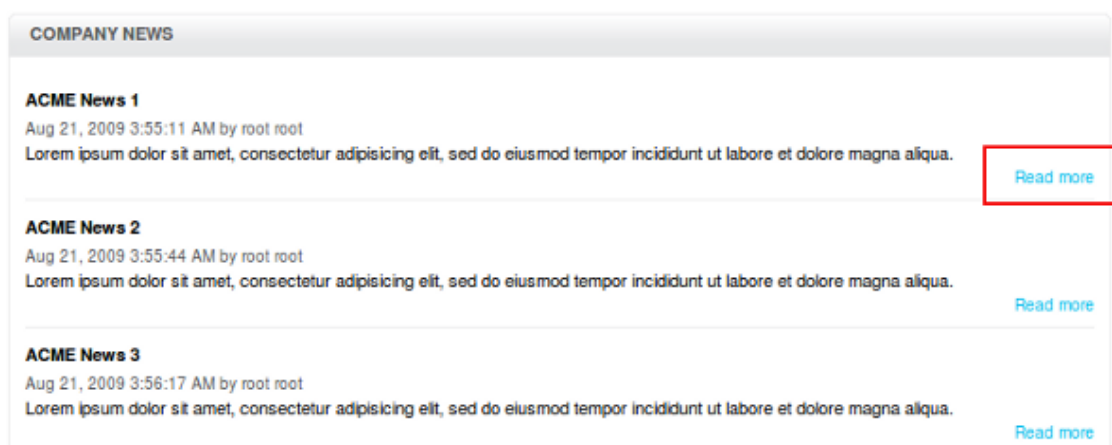 COMPANY NEWS
ACME News 1
Aug 21, 2009 3:55:11 AM by root root
Lorem ipsum dolor sit amet, consectetur adipisicing elit, sed do eiusmod tempor incididunt ut labore et dolore magna aliqua.
Read more
ACME News 2
Aug 21, 2009 3:55:44 AM by root root
Lorem ipsum dolor sit amet, consectetur adipisicing elit, sed do eiusmod tempor incididunt ut labore et dolore magna aliqua.
Read more
ACME News 3
Aug 21, 2009 3:56:17 AM by root root
Lorem ipsum dolor sit amet, consectetur adipisicing elit, sed do eiusmod tempor incididunt ut labore et dolore magna aliqua.
Read more